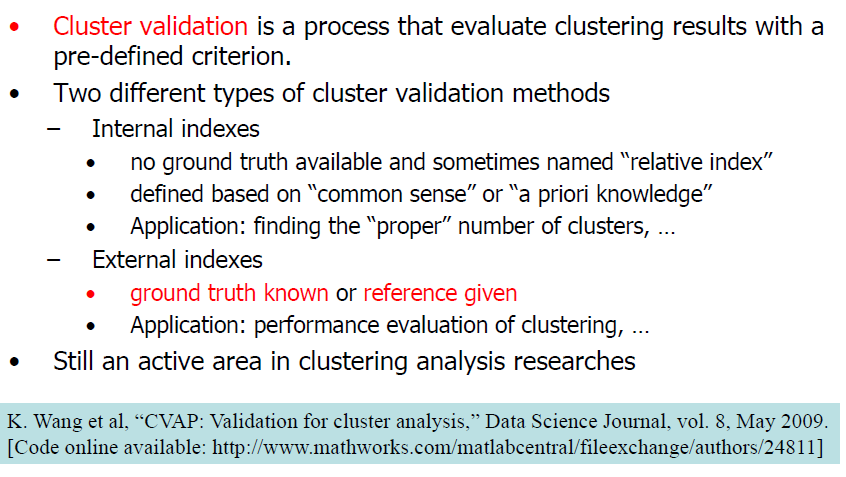 • Cluster validation is a process that evaluate clustering results with a
pre-defined criterion.
• Two different types of cluster validation methods
– Internal indexes
• no ground truth available and sometimes named “relative index”
• defined based on “common sense” or “a priori knowledge”
• Application: finding the “proper” number of clusters, …
– External indexes
• ground truth known or reference given
• Application: performance evaluation of clustering, …
• Still an active area in clustering analysis researches
K. Wang et al, “CVAP: Validation for cluster analysis,” Data Science Journal, vol. 8, May 2009.
[Code online available: http://www.mathworks.com/matlabcentral/fileexchange/authors/24811]